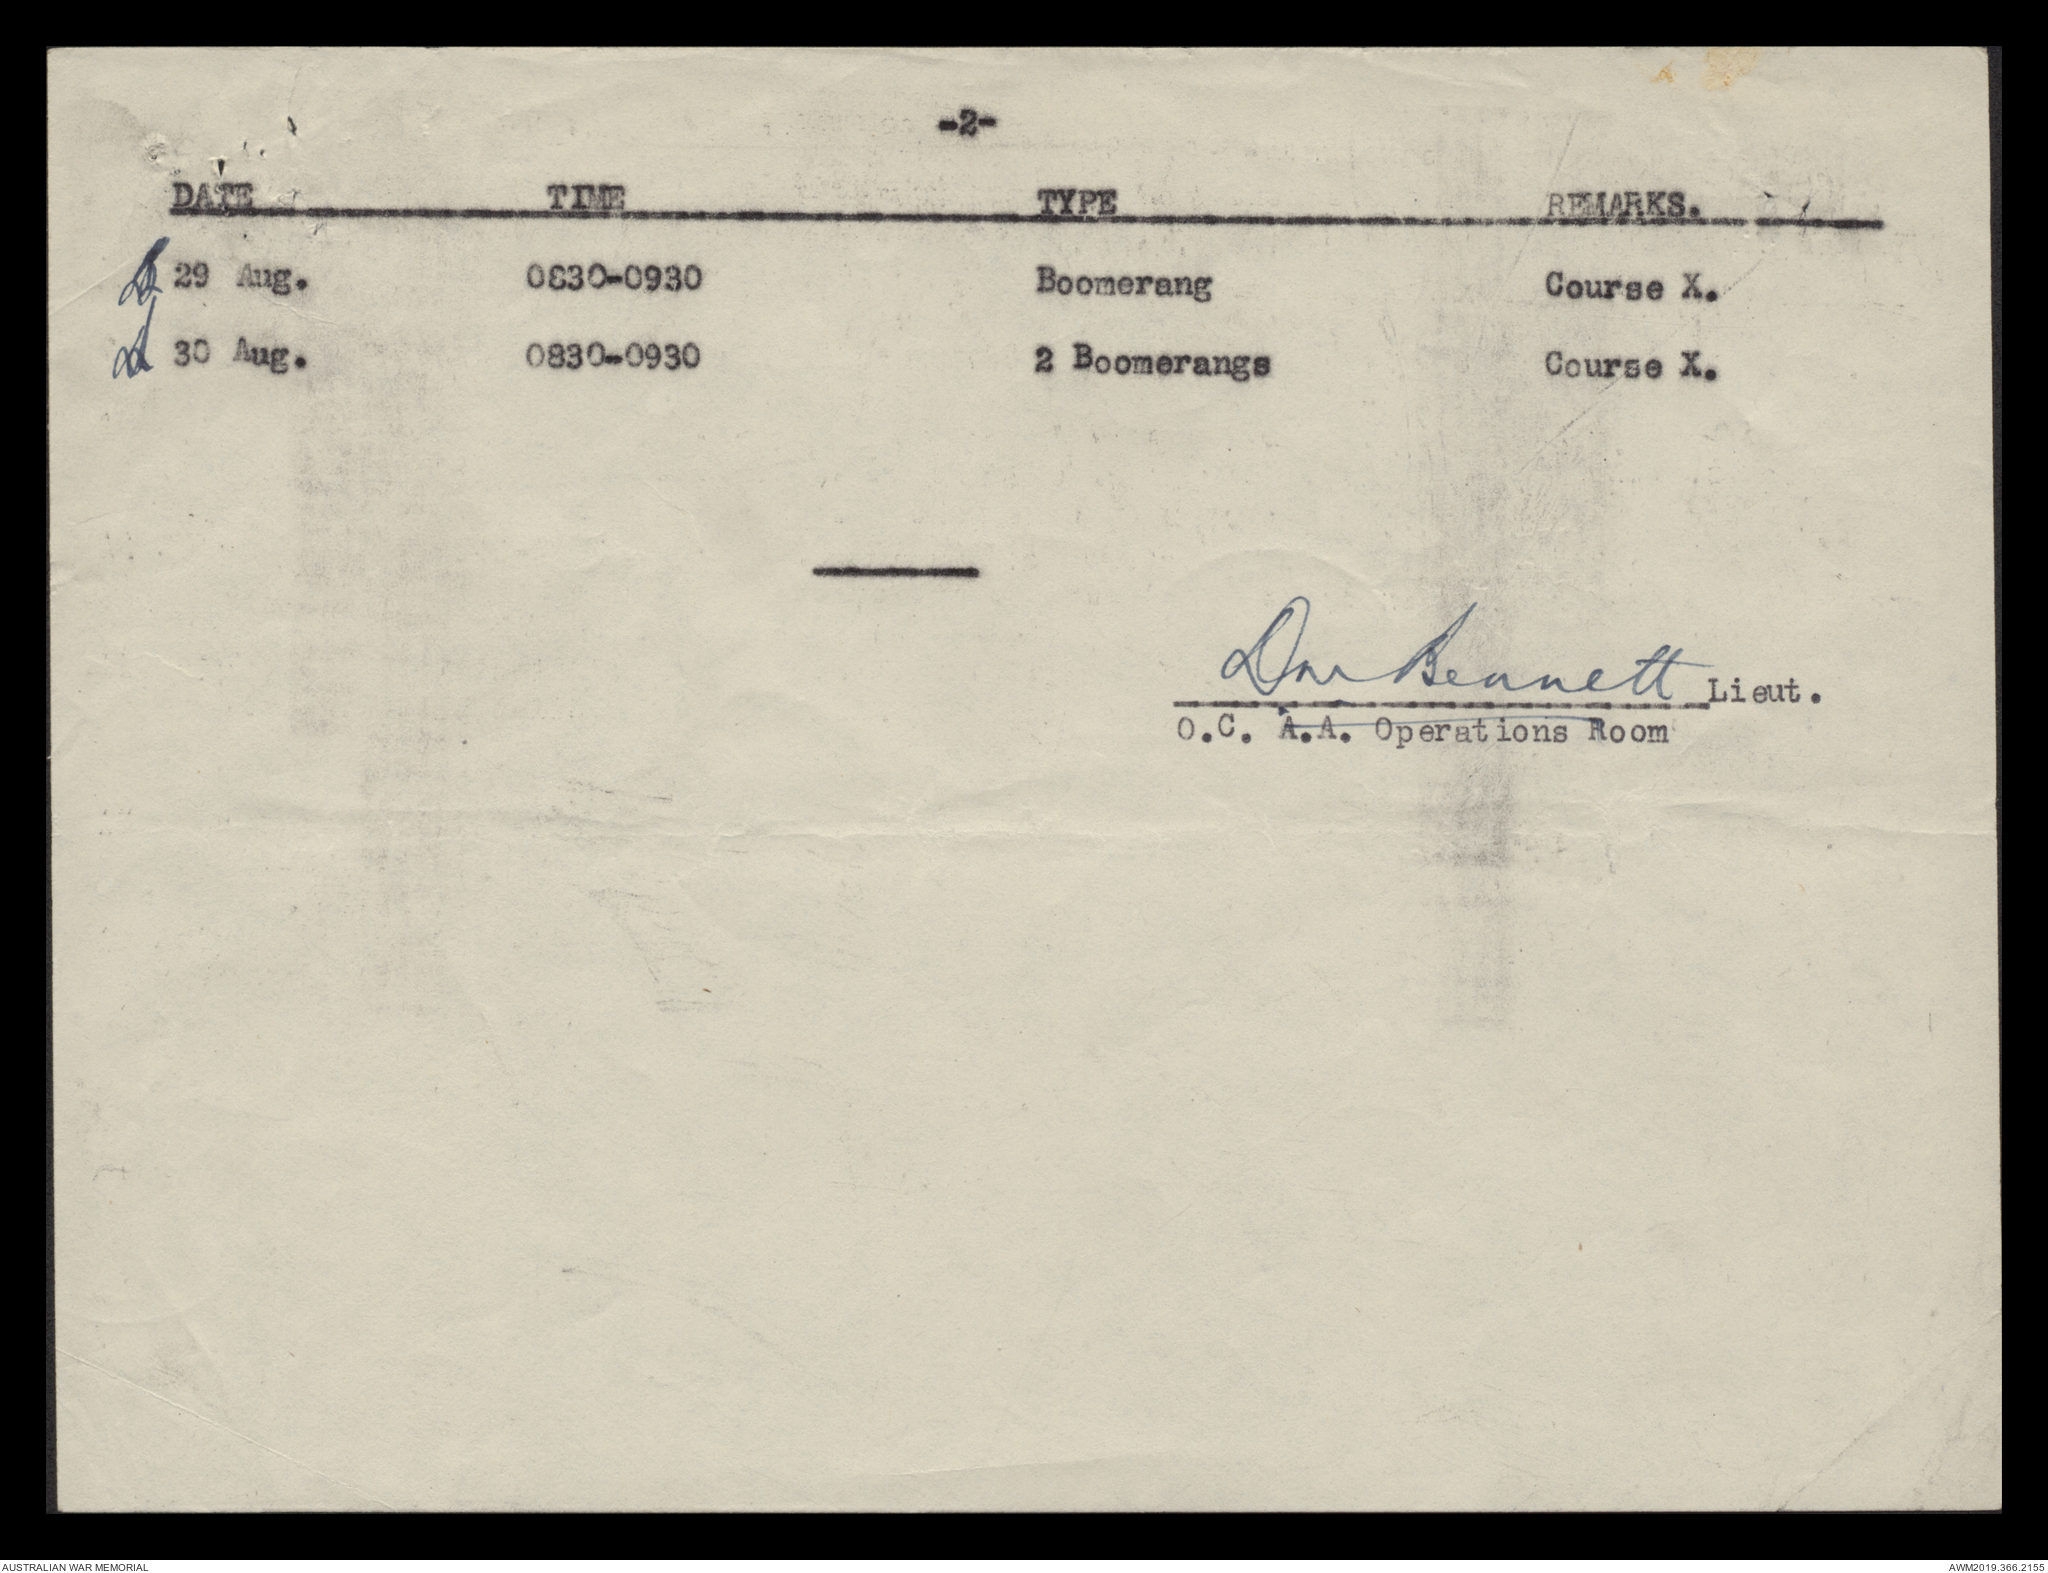 -2-
DATE TIME TYPE REMARKS.
29 Aug. 0830-0930 Boomerang Course X.
30 Aug. 0830-0930 2 Boomerangs Course X.
Bennett Lieut.
O.C. A.A. Operations Room
AUSTRALIAN WAR MEMORIAL AWM2019.366.2155